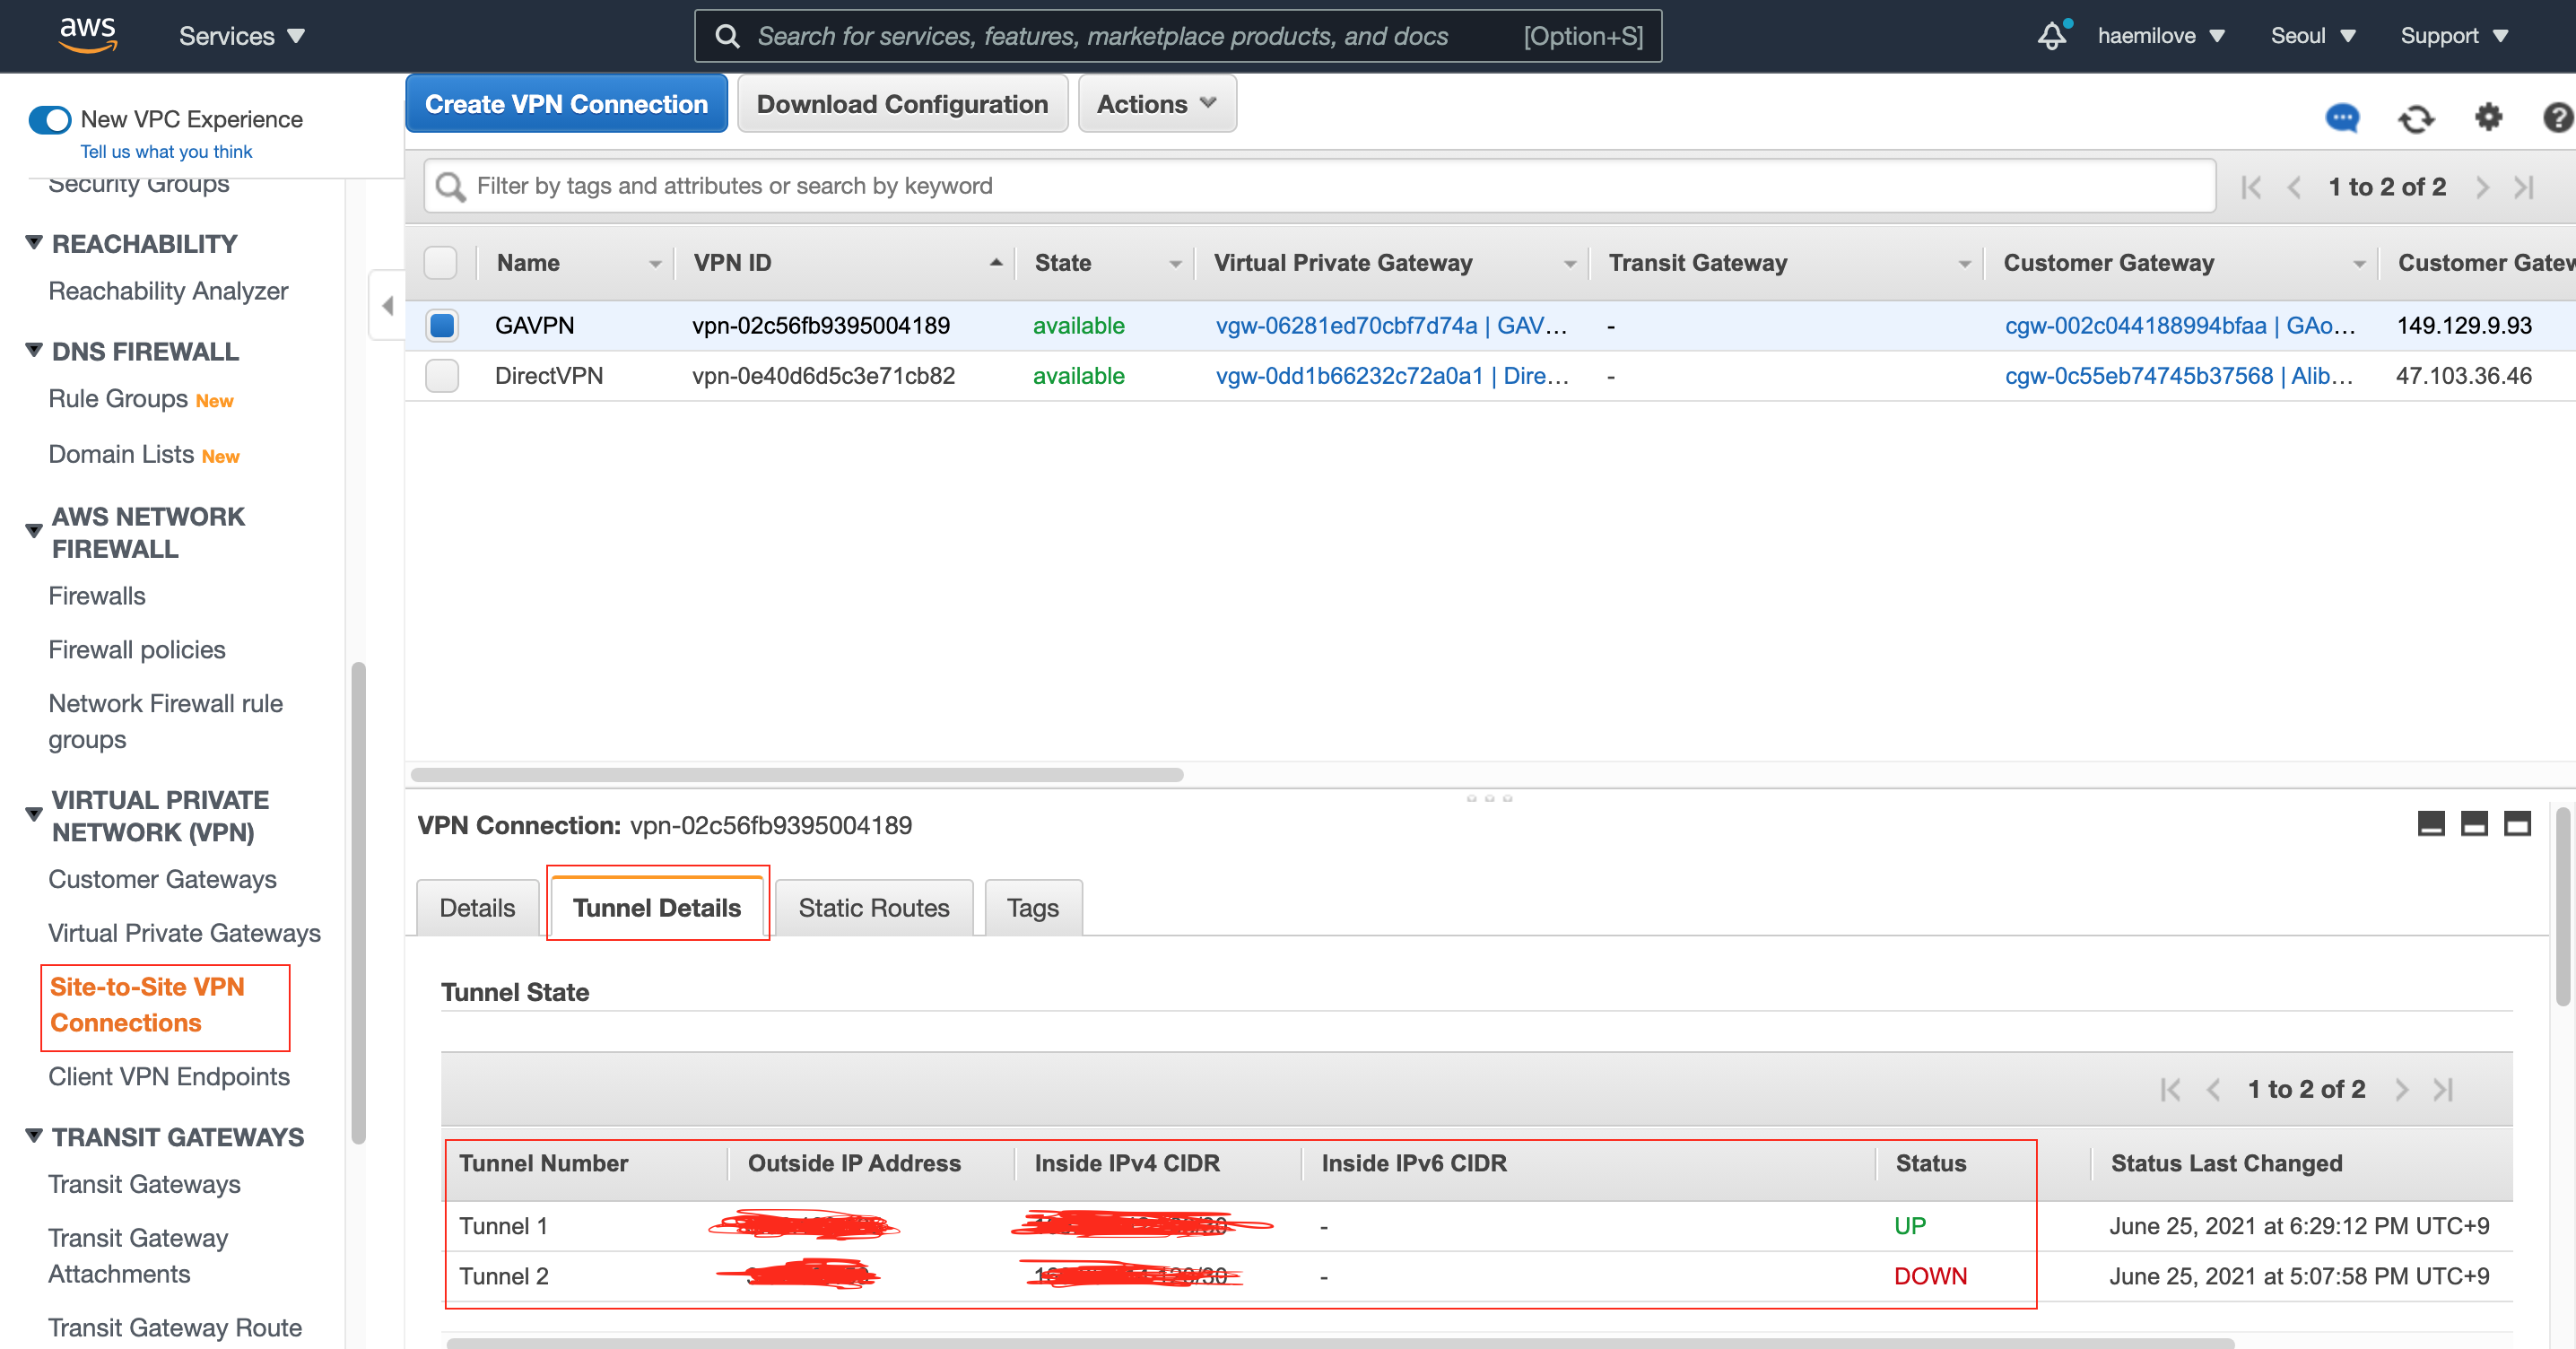 aws Services Search for services, features, marketplace products, and docs [Option+S] haemilove Seoul Support
New VPC Experience
Tell us what you think
Security Groups
REACHABILITY
Reachability Analyzer
DNS FIREWALL
Rule Groups New
Domain Lists New
AWS NETWORK
FIREWALL
Firewalls
Firewall policies
Network Firewall rule
groups
VIRTUAL PRIVATE
NETWORK (VPN)
Customer Gateways
Virtual Private Gateways
Site-to-Site VPN
Connections
Client VPN Endpoints
TRANSIT GATEWAYS
Transit Gateways
Transit Gateway
Attachments
Transit Gateway Route
Create VPN Connection Download Configuration Actions
Filter by tags and attributes or search by keyword 1 to 2 of 2
Name VPN ID State Virtual Private Gateway Transit Gateway Customer Gateway Customer Gatew
GAVPN vpn-02c56fb9395004189 available vgw-06281ed70cbf7d74a | GAV... - cgw-002c044188994bfaa | GAo... 149.129.9.93
DirectVPN vpn-0e40d6d5c3e71cb82 available vgw-0dd1b66232c72a0a1 | Dire... - cgw-0c55eb74745b37568 | Alib... 47.103.36.46
VPN Connection: vpn-02c56fb9395004189
Details Tunnel Details Static Routes Tags
Tunnel State
1 to 2 of 2
Tunnel Number Outside IP Address Inside IPv4 CIDR Inside IPv6 CIDR Status Status Last Changed
Tunnel 1 - UP June 25, 2021 at 6:29:12 PM UTC+9
Tunnel 2 - DOWN June 25, 2021 at 5:07:58 PM UTC+9